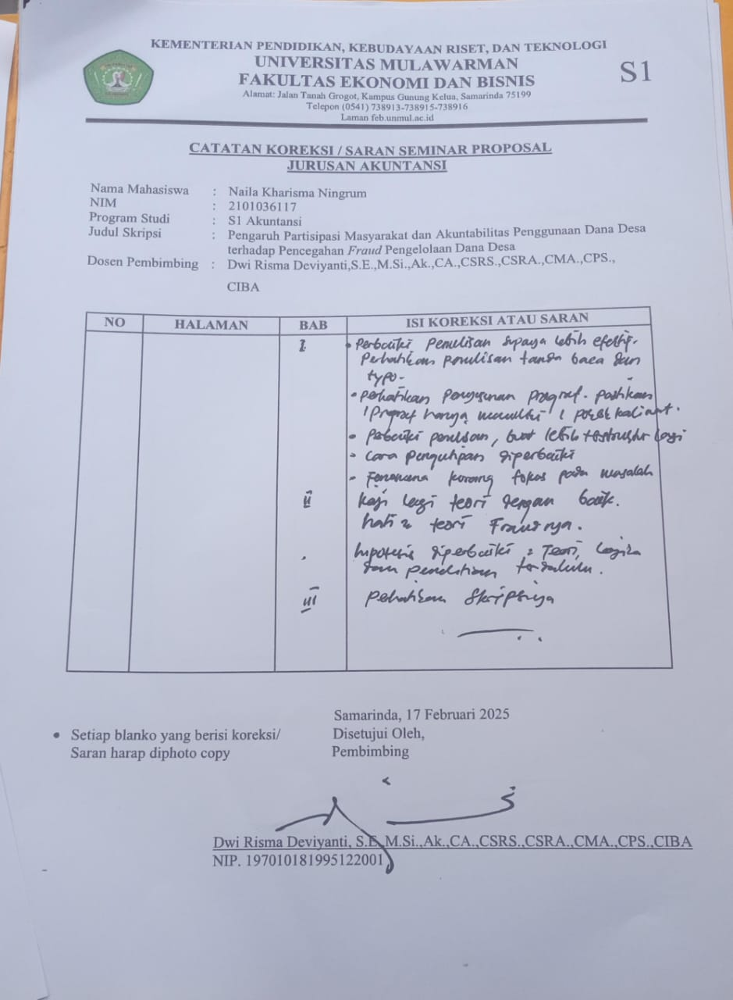 KEMENTERIAN PENDIDIKAN, KEBUDAYAAN RISET, DAN TEKNOLOGI
UNIVERSITAS MULAWARMAN
FAKULTAS EKONOMI DAN BISNIS
S1
Alamat: Jalan Tanah Grogot, Kampus Gunung Kelua, Samarinda 75199
Telepon (0541) 738913-738915-738916
Laman feb.unmul.ac.id
CATATAN KOREKSI / SARAN SEMINAR PROPOSAL
JURUSAN AKUNTANSI
Nama Mahasiswa : Naila Kharisma Ningrum
NIM : 2101036117
Program Studi : S1 Akuntansi
Judul Skripsi : Pengaruh Partisipasi Masyarakat dan Akuntabilitas Penggunaan Dana Desa
terhadap Pencegahan Fraud Pengelolaan Dana Desa
Dosen Pembimbing : Dwi Risma Deviyanti,S.E.,M.Si.,Ak.,CA.,CSRS.,CSRA.,CMA.,CPS.,
CIBA
NO HALAMAN BAB ISI KOREKSI ATAU SARAN
I • Perbaiki penulisan supaya lebih efektif.
Perhatikan penulisan tanda baca dan
typo-
• perhatikan penyusunan pragraf. pastikan
1 pragraf hanya memiliki 1 pokok kalimat.
• Perbaiki penulisan, buat lebih terstruktur lagi
• Cara pengutipan diperbaiki
• Fenomena kurang fokus pada masalah
II Kaji lagi teori dengan baik.
hati2 teori Fraudnya.
Hipotesis diperbaiki : Teori, Logika
dan penelitian terdahulu.
III Perhatikan
Samarinda, 17 Februari 2025
• Setiap blanko yang berisi koreksi/ Disetujui Oleh,
Saran harap diphoto copy Pembimbing
Dwi Risma Deviyanti, S.E.,M.Si.,Ak.,CA.,CSRS.,CSRA.,CMA.,CPS.,CIBA
NIP. 197010181995122001